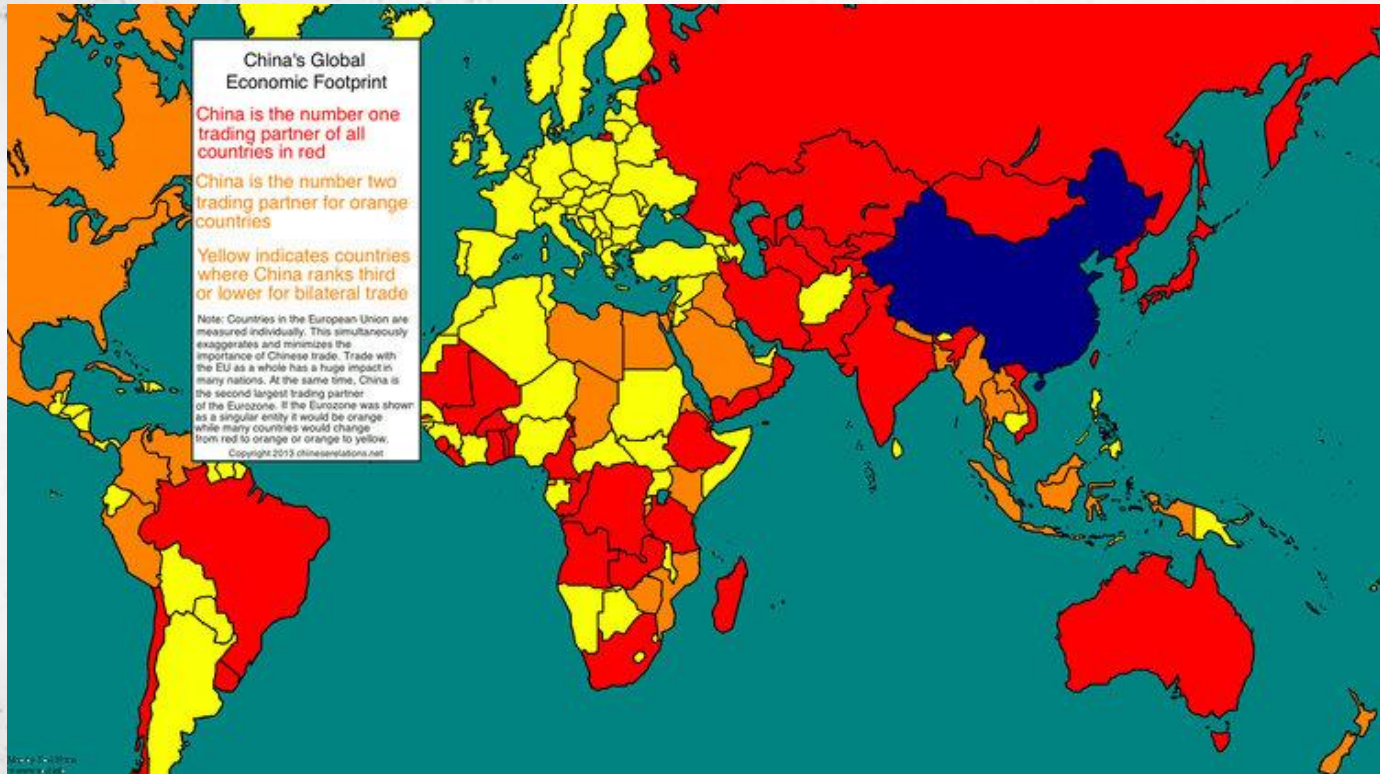 China's Global
Economic Footprint
China is the number one
trading partner of all
countries in red
China is the number two
trading partner for orange
countries
Yellow indicates countries
where China ranks third
or lower for bilateral trade
Note: Countries in the European Union are
measured individually. This simultaneously
exaggerates and minimizes the
importance of Chinese trade. Trade with
the EU as a whole has a huge impact in
many nations. At the same time, China is
the second largest trading partner
of the Eurozone. If the Eurozone was shown
as a singular entity it would be orange
while many countries would change
from red to orange or orange to yellow.
Copyright 2013 chineserelations.net